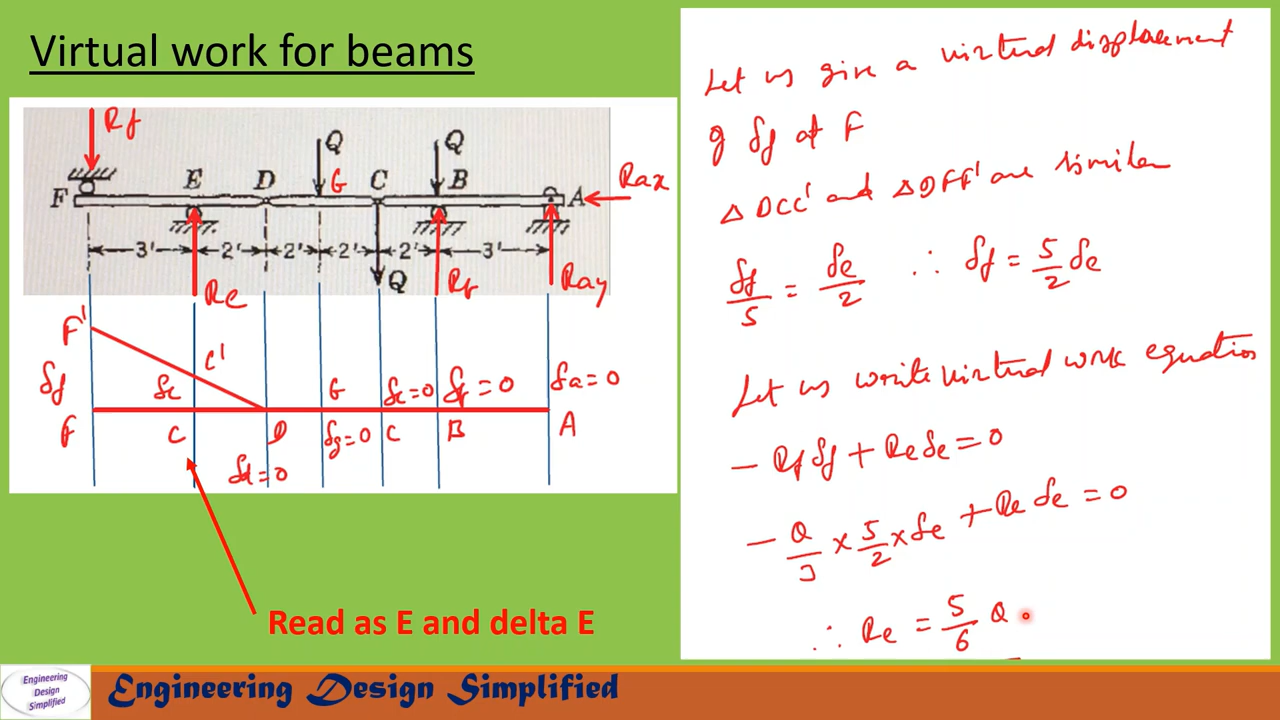 Virtual work for beams
Rf
Q Q
F E D G C B A Rax
3' 2' 2' 2' 2' 3'
Re Q Rf Ray
F'
C'
δf δe G δc=0 δf=0 δa=0
F C D δg=0 C B A
δd=0
Read as E and delta E
Let us give a virtual displacement
of δf at F
Δ DCC' and Δ DFF' are similar
δf/5 = δe/2 ∴ δf = 5/2 δe
Let us write virtual work equation
− Rf δf + Re δe = 0
− Q/3 × 5/2 × δe + Re δe = 0
∴ Re = 5/6 Q
Engineering
Design
Simplified
Engineering Design Simplified